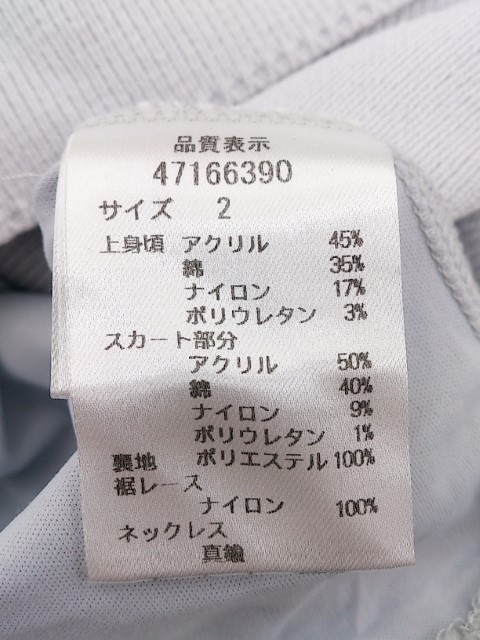 品質表示
47166390
サイズ 2
上身頃 アクリル 45%
綿 35%
ナイロン 17%
ポリウレタン 3%
スカート部分
アクリル 50%
綿 40%
ナイロン 9%
ポリウレタン 1%
裏地 ポリエステル 100%
裾レース
ナイロン 100%
ネックレス
真鍮